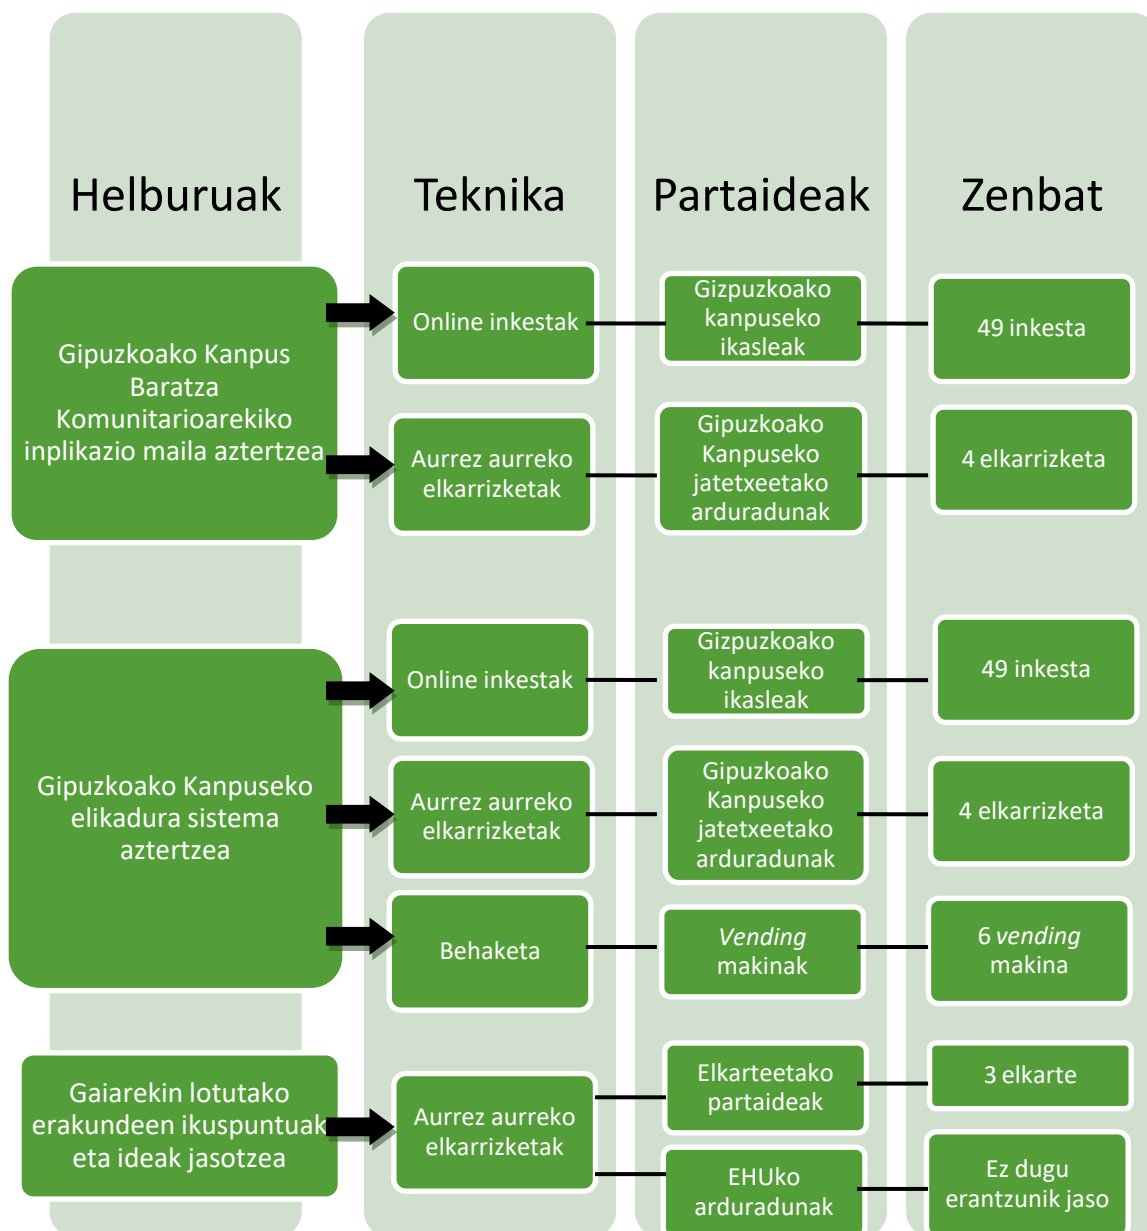 Helburuak
Teknika
Partaideak
Zenbat
Gipuzkoako Kanpus
Baratza
Komunitarioarekiko
inplikazio maila aztertzea
Online inkestak
Gizpuzkoako
kanpuseko
ikasleak
49 inkesta
Aurrez aurreko
elkarrizketak
Gipuzkoako
Kanpuseko
jatetxeetako
arduradunak
4 elkarrizketa
Gipuzkoako Kanpuseko
elikadura sistema
aztertzea
Online inkestak
Gizpuzkoako
kanpuseko
ikasleak
49 inkesta
Aurrez aurreko
elkarrizketak
Gipuzkoako
Kanpuseko
jatetxeetako
arduradunak
4 elkarrizketa
Behaketa
Vending
makinak
6 vending
makina
Gaiarekin lotutako
erakundeen ikuspuntuak
eta ideak jasotzea
Aurrez aurreko
elkarrizketak
Elkarteetako
partaideak
3 elkarte
EHUko
arduradunak
Ez dugu
erantzunik jaso